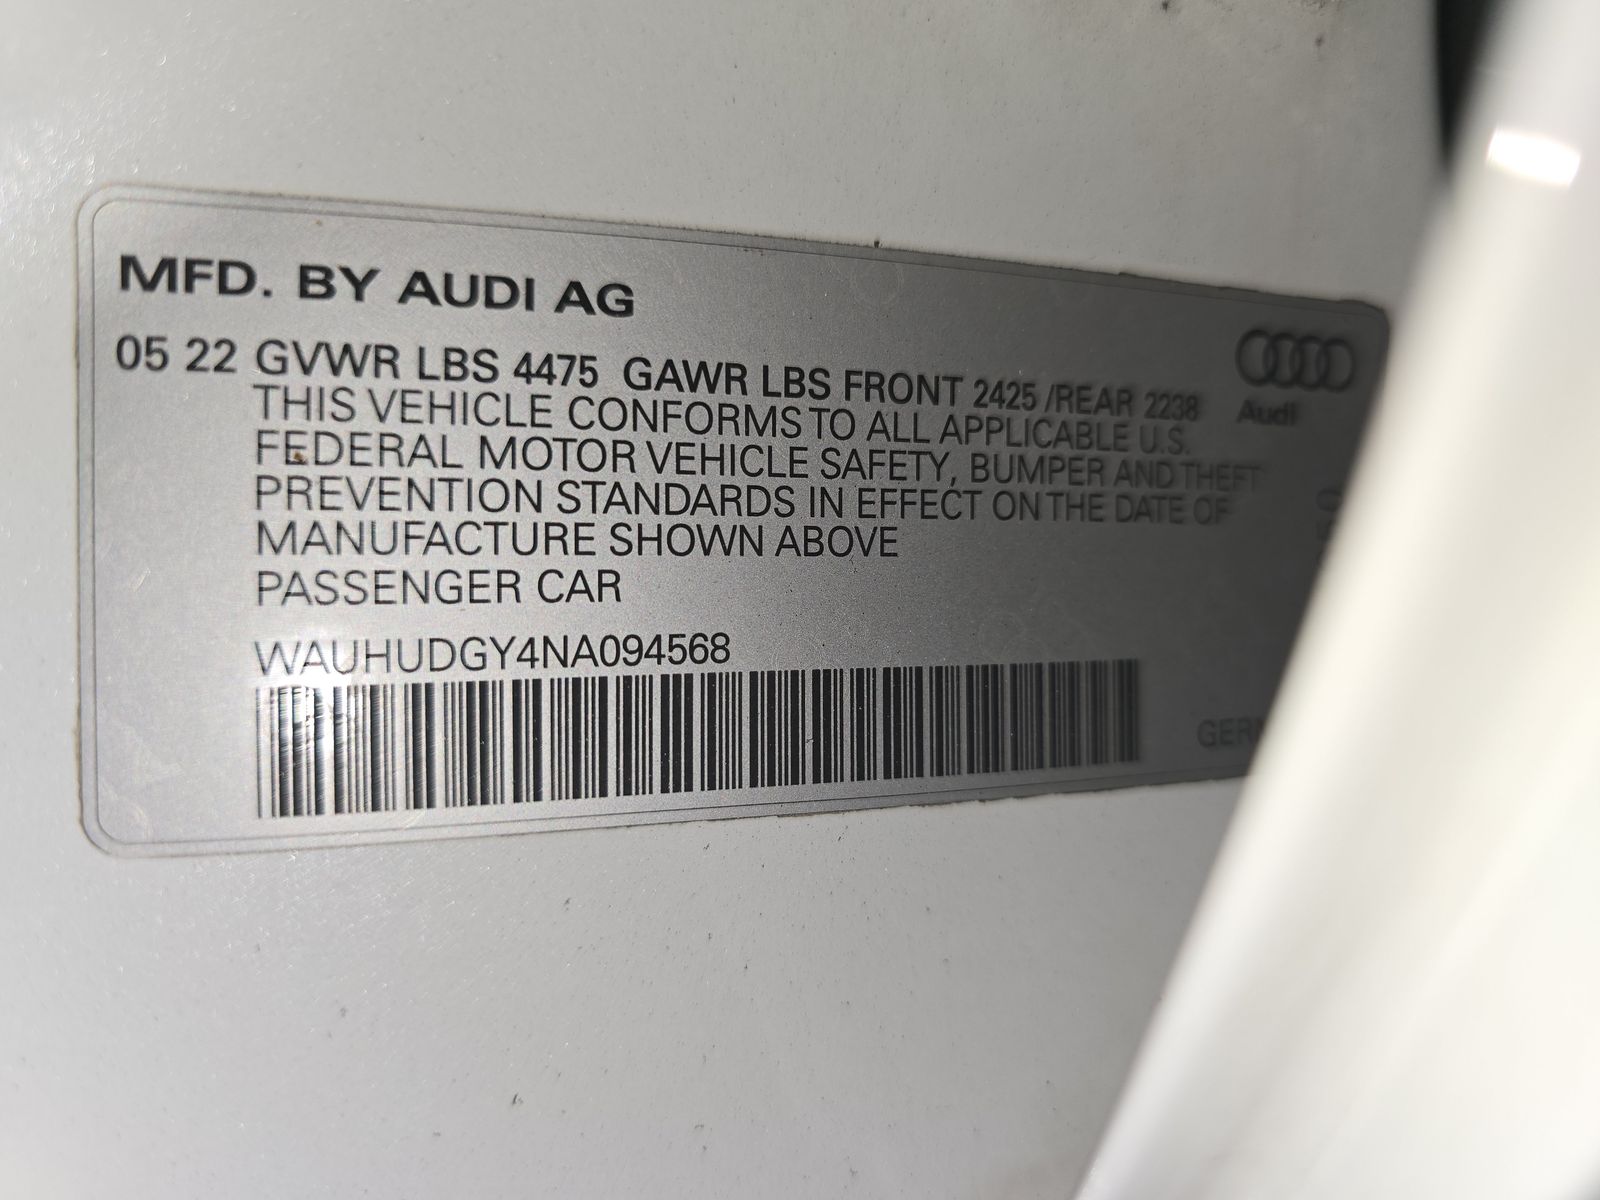 MFD. BY AUDI AG
05 22 GVWR LBS 4475 GAWR LBS FRONT 2425 /REAR 2238
Audi
THIS VEHICLE CONFORMS TO ALL APPLICABLE U.S.
FEDERAL MOTOR VEHICLE SAFETY, BUMPER AND THEFT
PREVENTION STANDARDS IN EFFECT ON THE DATE OF
MANUFACTURE SHOWN ABOVE
PASSENGER CAR
WAUHUDGY4NA094568